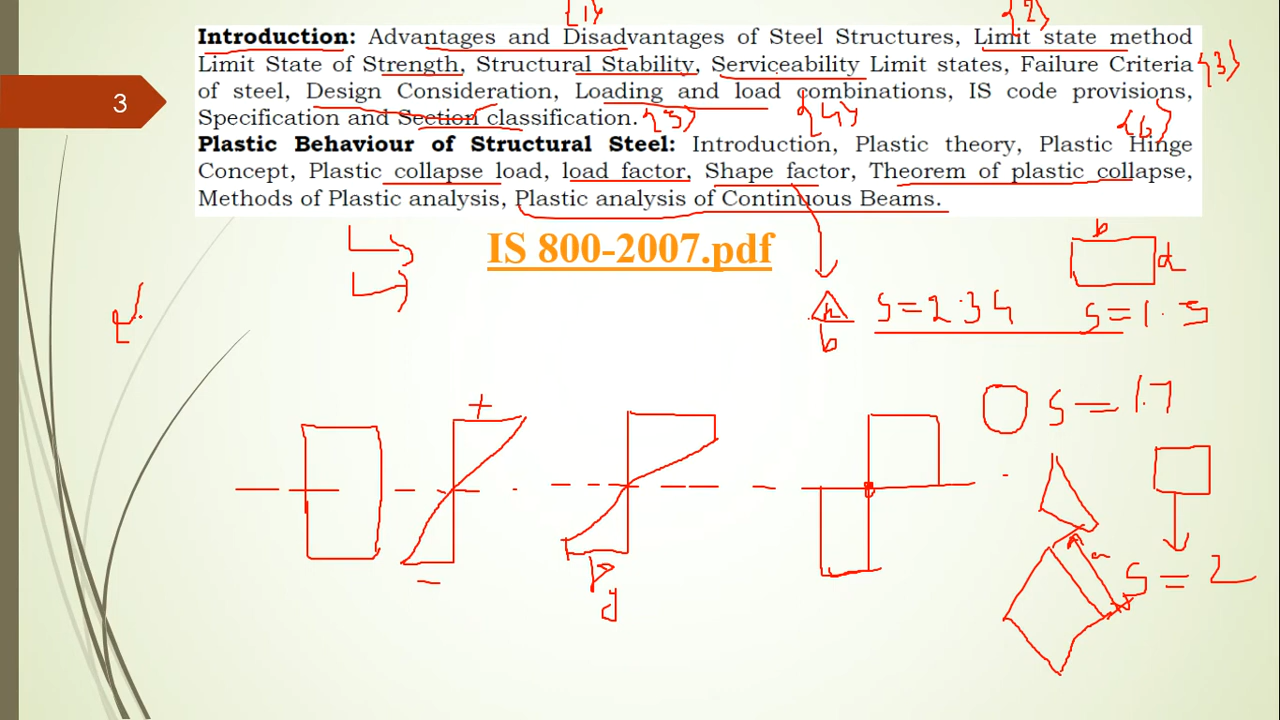 {1}
{2}
3
Introduction: Advantages and Disadvantages of Steel Structures, Limit state method
Limit State of Strength, Structural Stability, Serviceability Limit states, Failure Criteria {3}
of steel, Design Consideration, Loading and load combinations, IS code provisions,
Specification and Section classification. {5} {4} {6}
Plastic Behaviour of Structural Steel: Introduction, Plastic theory, Plastic Hinge
Concept, Plastic collapse load, load factor, Shape factor, Theorem of plastic collapse,
Methods of Plastic analysis, Plastic analysis of Continuous Beams.
IS 800-2007.pdf
b
d
h
b
S=2.34
S=1.5
S=1.7
+
-
S=2